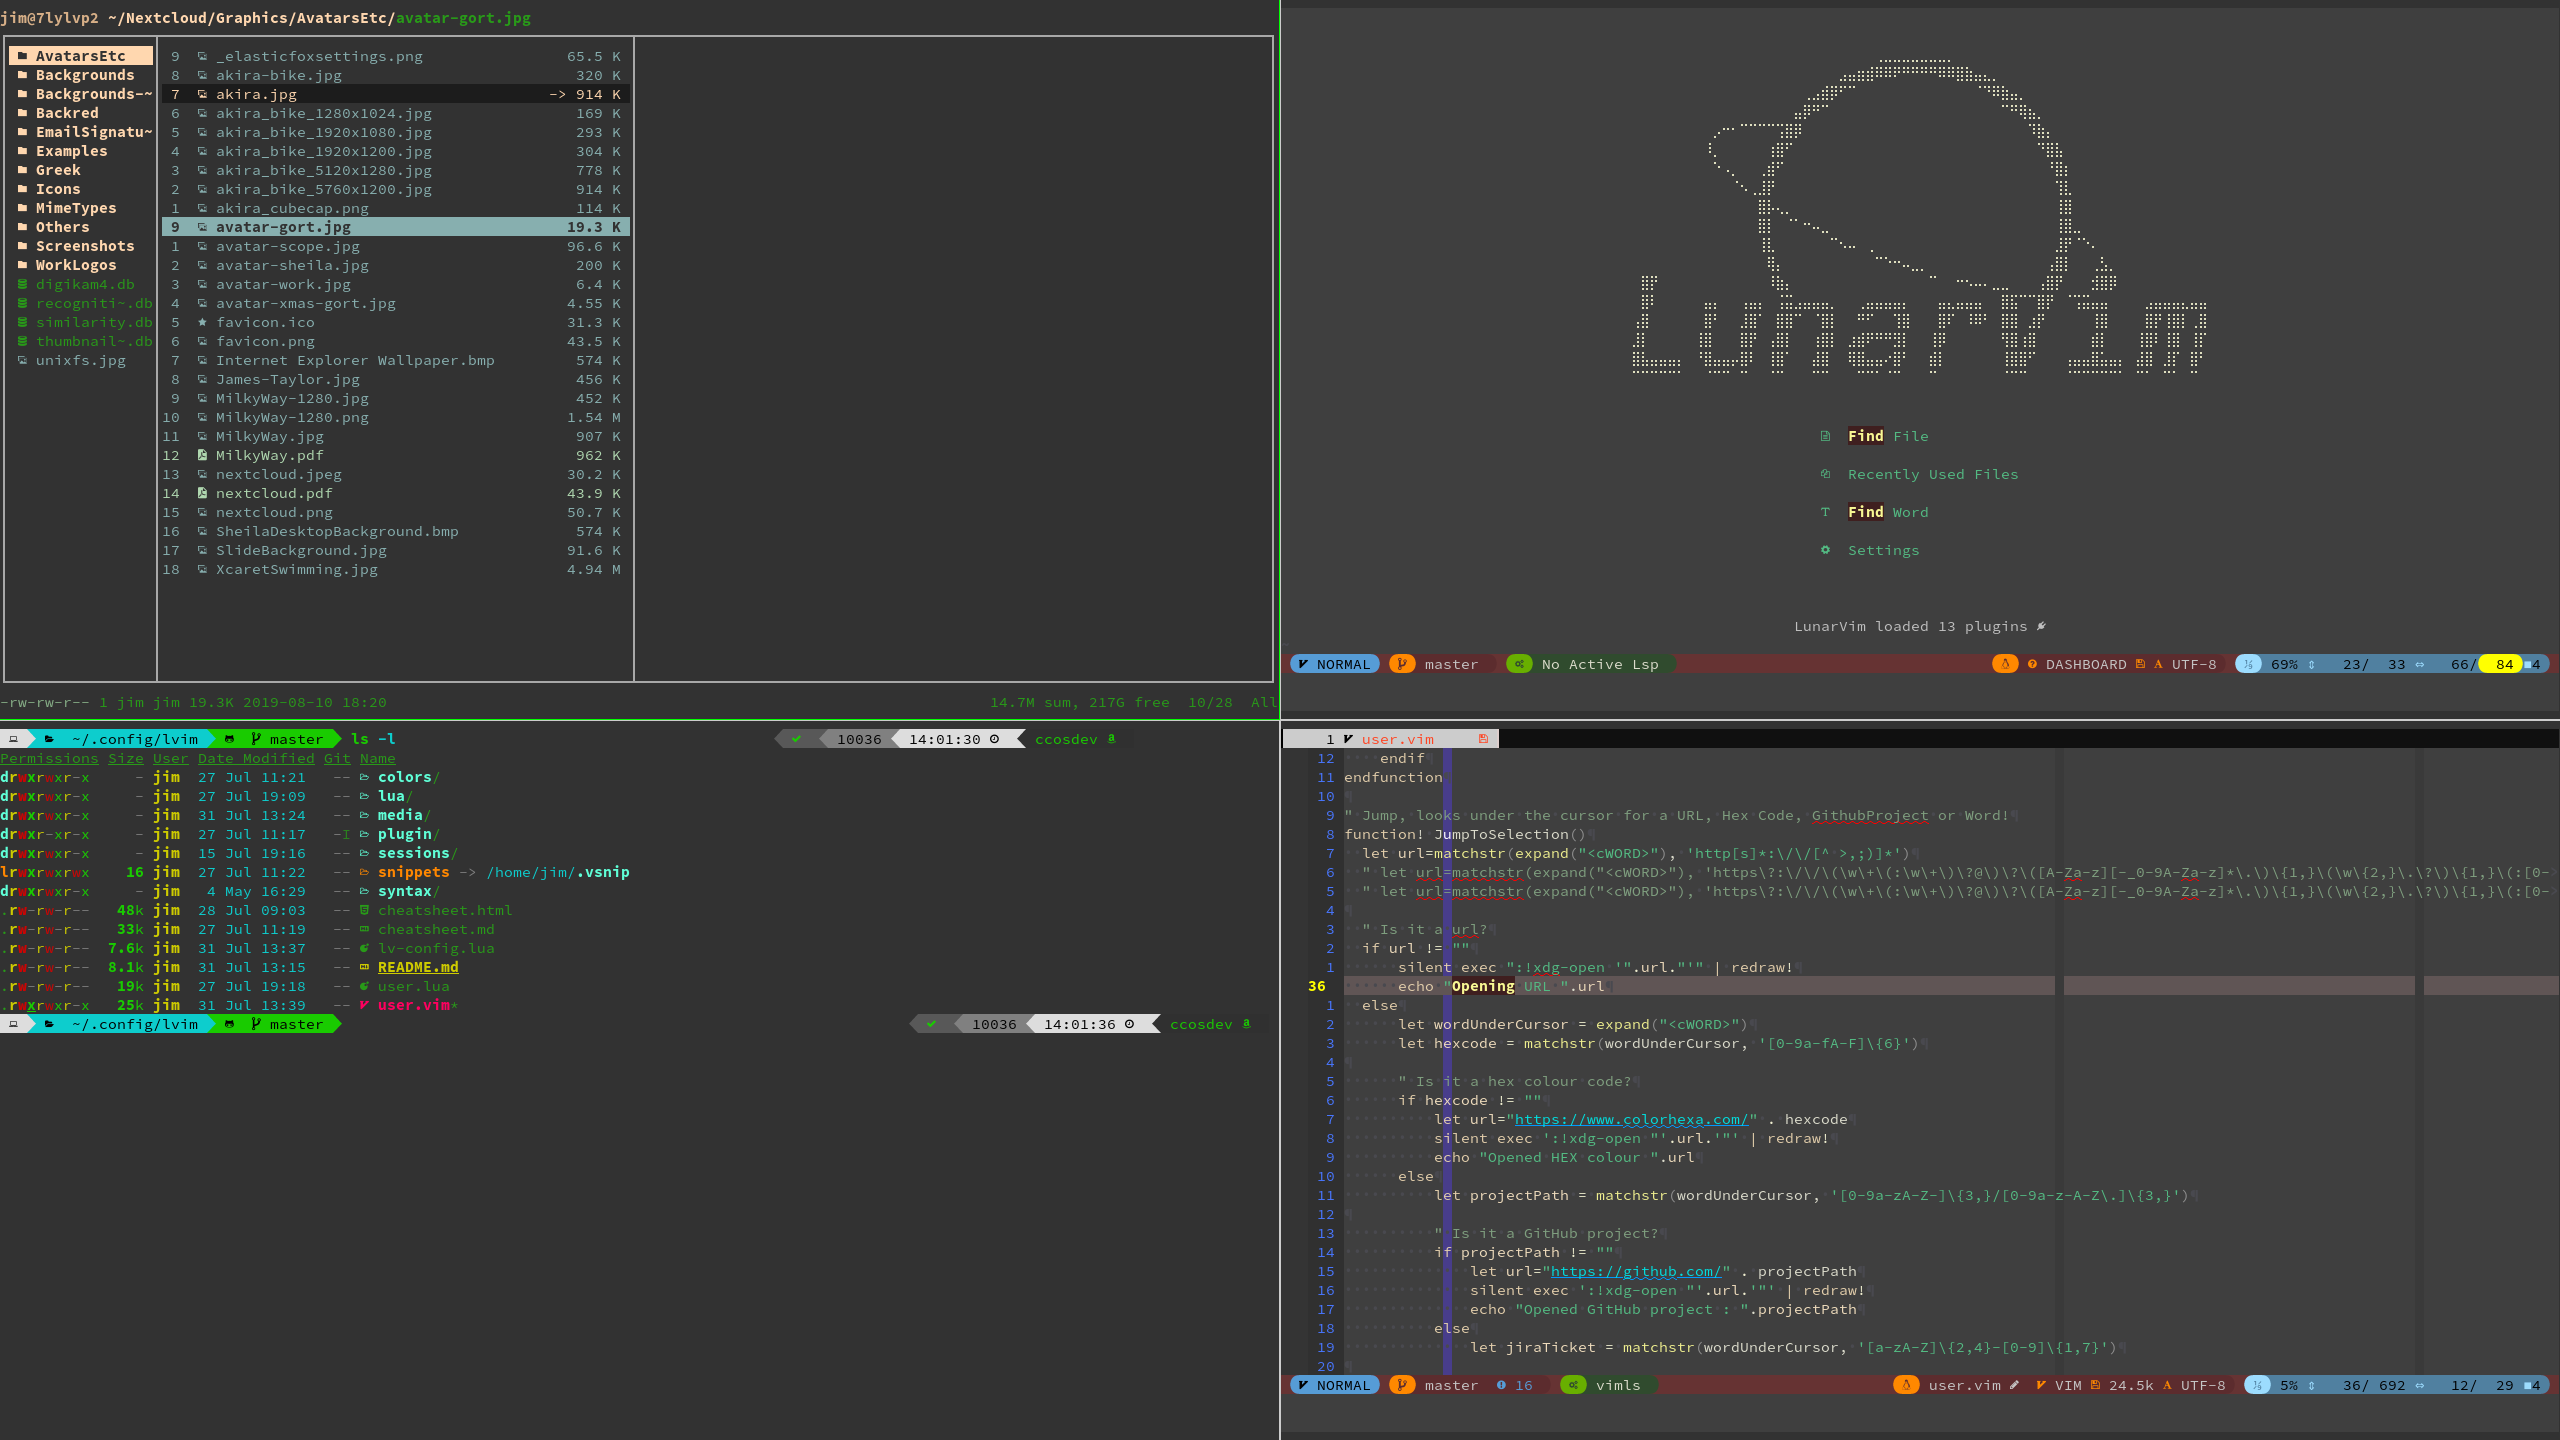 jim@7lylvp2 ~/Nextcloud/Graphics/AvatarsEtc/avatar-gort.jpg
AvatarsEtc
Backgrounds
Backgrounds-~
Backred
EmailSignatu~
Examples
Greek
Icons
MimeTypes
Others
Screenshots
WorkLogos
digikam4.db
recogniti~.db
similarity.db
thumbnail~.db
unixfs.jpg
9 _elasticfoxsettings.png 65.5 K
8 akira-bike.jpg 320 K
7 akira.jpg -> 914 K
6 akira_bike_1280x1024.jpg 169 K
5 akira_bike_1920x1080.jpg 293 K
4 akira_bike_1920x1200.jpg 304 K
3 akira_bike_5120x1280.jpg 778 K
2 akira_bike_5760x1200.jpg 914 K
1 akira_cubecap.png 114 K
9 avatar-gort.jpg 19.3 K
1 avatar-scope.jpg 96.6 K
2 avatar-sheila.jpg 200 K
3 avatar-work.jpg 6.4 K
4 avatar-xmas-gort.jpg 4.55 K
5 favicon.ico 31.3 K
6 favicon.png 43.5 K
7 Internet Explorer Wallpaper.bmp 574 K
8 James-Taylor.jpg 456 K
9 MilkyWay-1280.jpg 452 K
10 MilkyWay-1280.png 1.54 M
11 MilkyWay.jpg 907 K
12 MilkyWay.pdf 962 K
13 nextcloud.jpeg 30.2 K
14 nextcloud.pdf 43.9 K
15 nextcloud.png 50.7 K
16 SheilaDesktopBackground.bmp 574 K
17 SlideBackground.jpg 91.6 K
18 XcaretSwimming.jpg 4.94 M
-rw-rw-r-- 1 jim jim 19.3K 2019-08-10 18:20 14.7M sum, 217G free 10/28 All
LunarVim
Find File
Recently Used Files
Find Word
Settings
LunarVim loaded 13 plugins
NORMAL master No Active Lsp DASHBOARD UTF-8 69% 23/ 33 66/ 84 4
~/.config/lvim master ls -l 10036 14:01:30 ccosdev
Permissions Size User Date Modified Git Name
drwxrwxr-x - jim 27 Jul 11:21 -- colors/
drwxrwxr-x - jim 27 Jul 19:09 -- lua/
drwxrwxr-x - jim 31 Jul 13:24 -- media/
drwxr-xr-x - jim 27 Jul 11:17 -I plugin/
drwxrwxr-x - jim 15 Jul 19:16 -- sessions/
lrwxrwxrwx 16 jim 27 Jul 11:22 -- snippets -> /home/jim/.vsnip
drwxrwxr-x - jim 4 May 16:29 -- syntax/
.rw-rw-r-- 48k jim 28 Jul 09:03 -- cheatsheet.html
.rw-rw-r-- 33k jim 27 Jul 11:19 -- cheatsheet.md
.rw-rw-r-- 7.6k jim 31 Jul 13:37 -- lv-config.lua
.rw-rw-r-- 8.1k jim 31 Jul 13:15 -- README.md
.rw-rw-r-- 19k jim 27 Jul 19:18 -- user.lua
.rwxrwxr-x 25k jim 31 Jul 13:39 -- user.vim*
~/.config/lvim master 10036 14:01:36 ccosdev
1 user.vim
12 endif
11 endfunction
10
9 " Jump, looks under the cursor for a URL, Hex Code, GithubProject or Word!
8 function! JumpToSelection()
7 let url=matchstr(expand("<cWORD>"), 'http[s]*:\/\/[^ >,;)]*')
6 " let url=matchstr(expand("<cWORD>"), 'https\?:\/\/\(\w\+\(:\w\+\)\?@\)\?\([A-Za-z][-_0-9A-Za-z]*\.\)\{1,}\(\w\{2,}\.\?\)\{1,}\(:[0-
5 " let url=matchstr(expand("<cWORD>"), 'https\?:\/\/\(\w\+\(:\w\+\)\?@\)\?\([A-Za-z][-_0-9A-Za-z]*\.\)\{1,}\(\w\{2,}\.\?\)\{1,}\(:[0-
4
3 " Is it a url?
2 if url != ""
1 silent exec ":!xdg-open '".url."'" | redraw!
36 echo "Opening URL ".url
1 else
2 let wordUnderCursor = expand("<cWORD>")
3 let hexcode = matchstr(wordUnderCursor, '[0-9a-fA-F]\{6}')
4
5 " Is it a hex colour code?
6 if hexcode != ""
7 let url="https://www.colorhexa.com/" . hexcode
8 silent exec ':!xdg-open "'.url.'"' | redraw!
9 echo "Opened HEX colour ".url
10 else
11 let projectPath = matchstr(wordUnderCursor, '[0-9a-zA-Z-]\{3,}/[0-9a-z-A-Z\.]\{3,}')
12
13 " Is it a GitHub project?
14 if projectPath != ""
15 let url="https://github.com/" . projectPath
16 silent exec ':!xdg-open "'.url.'"' | redraw!
17 echo "Opened GitHub project : ".projectPath
18 else
19 let jiraTicket = matchstr(wordUnderCursor, '[a-zA-Z]\{2,4}-[0-9]\{1,7}')
20
NORMAL master 16 vimls user.vim VIM 24.5k UTF-8 5% 36/ 692 12/ 29 4